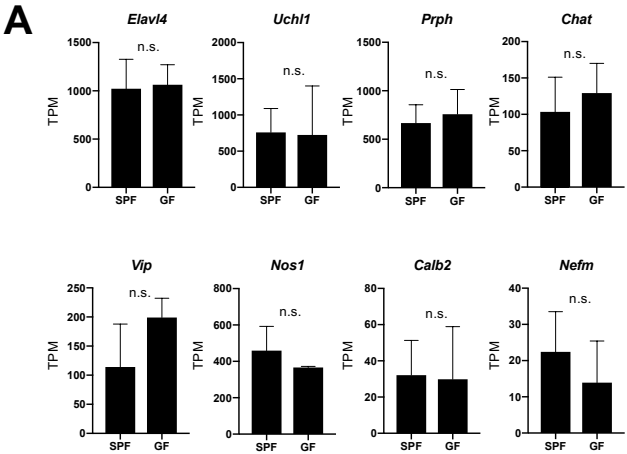 A
Elavl4
n.s.
TPM
1500
1000
500
0
SPF GF
Uchl1
n.s.
TPM
2000
1500
1000
500
0
SPF GF
Prph
n.s.
TPM
1500
1000
500
0
SPF GF
Chat
n.s.
TPM
200
150
100
50
0
SPF GF
Vip
n.s.
TPM
250
200
150
100
50
0
SPF GF
Nos1
n.s.
TPM
800
600
400
200
0
SPF GF
Calb2
n.s.
TPM
80
60
40
20
0
SPF GF
Nefm
n.s.
TPM
40
30
20
10
0
SPF GF